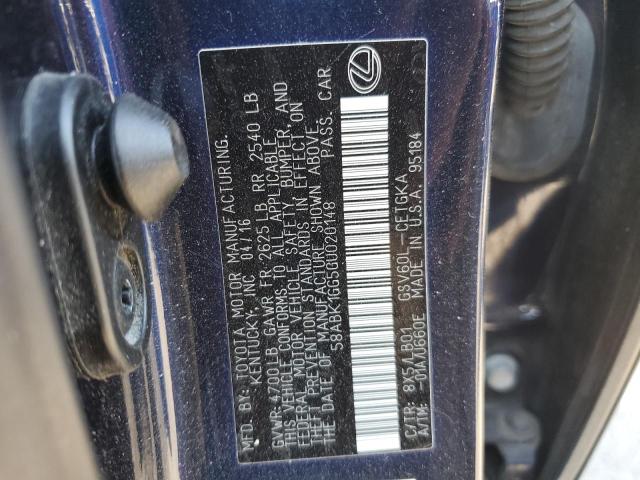 MFD. BY: TOYOTA MOTOR MANUFACTURING.
KENTUCKY, INC. 04/16
GVWR 4700 LB GAWR FR 2625 LB RR 2540 LB
THIS VEHICLE CONFORMS TO ALL APPLICABLE
FEDERAL MOTOR VEHICLE SAFETY, BUMPER, AND
THEFT PREVENTION STANDARDS IN EFFECT ON
THE DATE OF MANUFACTURE SHOWN ABOVE.
58ABK1GG5GU020148 PASS. CAR
C/TR: 8X5/LB01 GSV60L-CETGKA
A/TM: -01A/U660E MADE IN U.S.A. 95184